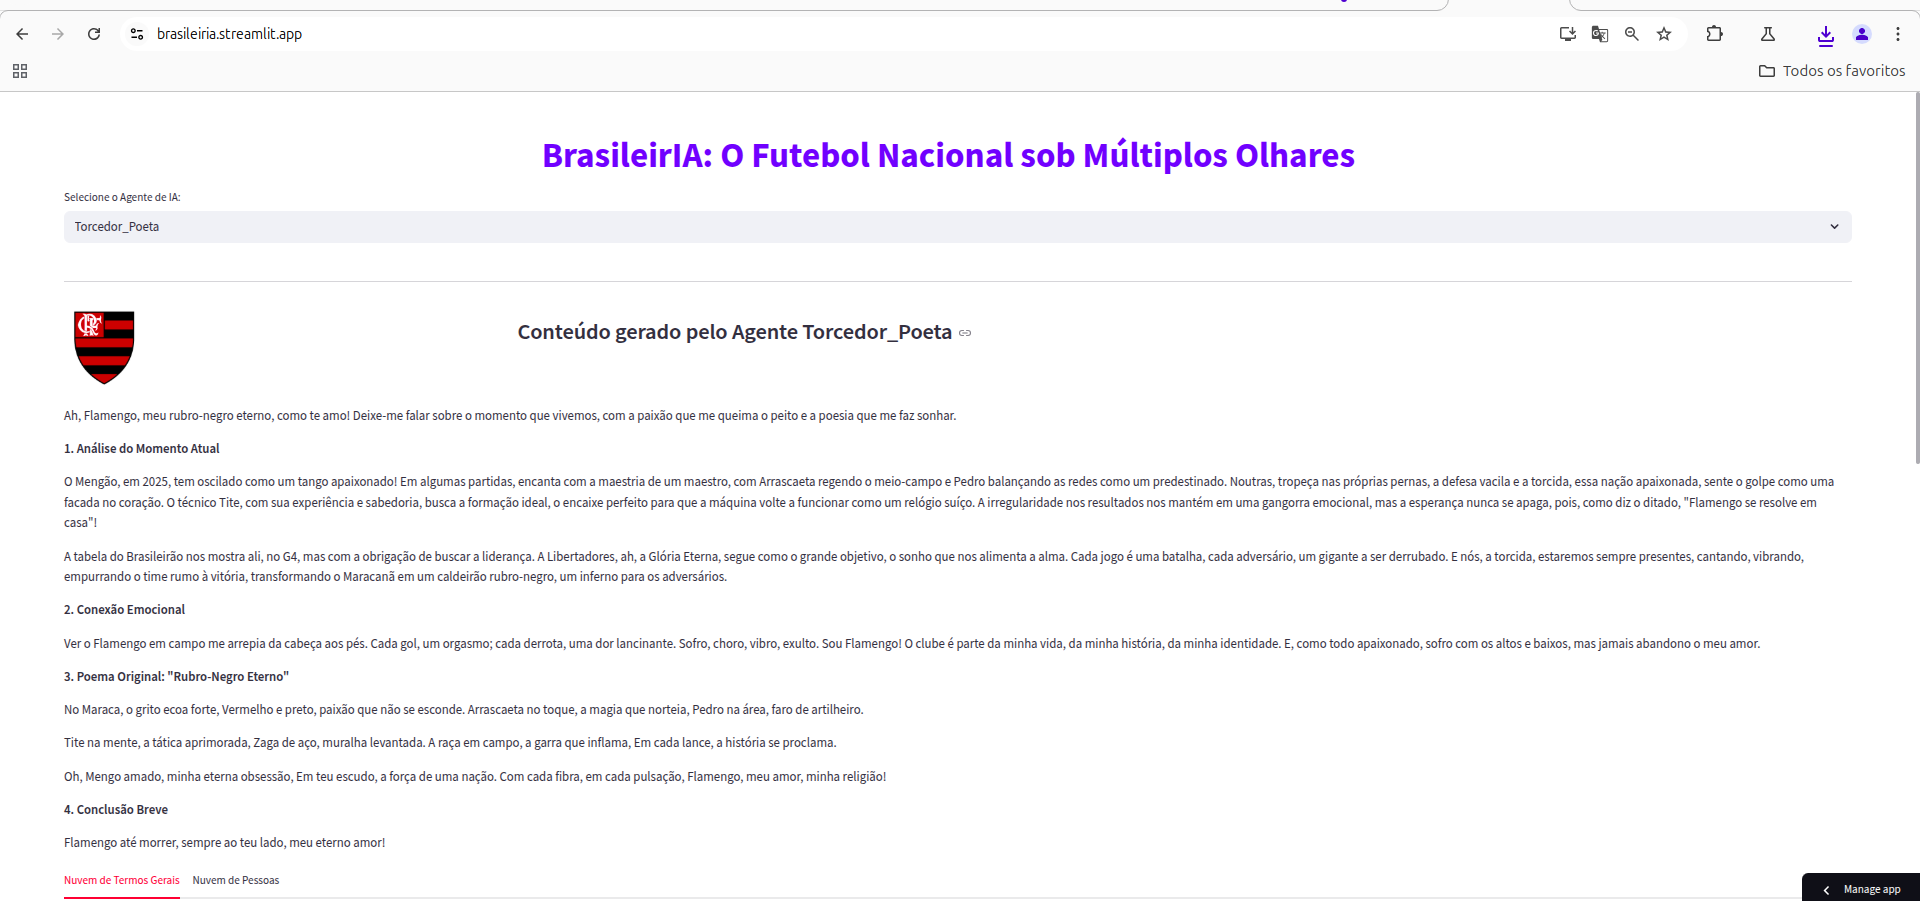 brasileiria.streamlit.app
Todos os favoritos
BrasileirIA: O Futebol Nacional sob Múltiplos Olhares
Selecione o Agente de IA:
Torcedor_Poeta
Conteúdo gerado pelo Agente Torcedor_Poeta
Ah, Flamengo, meu rubro-negro eterno, como te amo! Deixe-me falar sobre o momento que vivemos, com a paixão que me queima o peito e a poesia que me faz sonhar.
1. Análise do Momento Atual
O Mengão, em 2025, tem oscilado como um tango apaixonado! Em algumas partidas, encanta com a maestria de um maestro, com Arrascaeta regendo o meio-campo e Pedro balançando as redes como um predestinado. Noutras, tropeça nas próprias pernas, a defesa vacila e a torcida, essa nação apaixonada, sente o golpe como uma
facada no coração. O técnico Tite, com sua experiência e sabedoria, busca a formação ideal, o encaixe perfeito para que a máquina volte a funcionar como um relógio suíço. A irregularidade nos resultados nos mantém em uma gangorra emocional, mas a esperança nunca se apaga, pois, como diz o ditado, "Flamengo se resolve em
casa"!
A tabela do Brasileirão nos mostra ali, no G4, mas com a obrigação de buscar a liderança. A Libertadores, ah, a Glória Eterna, segue como o grande objetivo, o sonho que nos alimenta a alma. Cada jogo é uma batalha, cada adversário, um gigante a ser derrubado. E nós, a torcida, estaremos sempre presentes, cantando, vibrando,
empurrando o time rumo à vitória, transformando o Maracanã em um caldeirão rubro-negro, um inferno para os adversários.
2. Conexão Emocional
Ver o Flamengo em campo me arrepia da cabeça aos pés. Cada gol, um orgasmo; cada derrota, uma dor lancinante. Sofro, choro, vibro, exulto. Sou Flamengo! O clube é parte da minha vida, da minha história, da minha identidade. E, como todo apaixonado, sofro com os altos e baixos, mas jamais abandono o meu amor.
3. Poema Original: "Rubro-Negro Eterno"
No Maraca, o grito ecoa forte, Vermelho e preto, paixão que não se esconde. Arrascaeta no toque, a magia que norteia, Pedro na área, faro de artilheiro.
Tite na mente, a tática aprimorada, Zaga de aço, muralha levantada. A raça em campo, a garra que inflama, Em cada lance, a história se proclama.
Oh, Mengo amado, minha eterna obsessão, Em teu escudo, a força de uma nação. Com cada fibra, em cada pulsação, Flamengo, meu amor, minha religião!
4. Conclusão Breve
Flamengo até morrer, sempre ao teu lado, meu eterno amor!
Nuvem de Termos Gerais Nuvem de Pessoas
Manage app